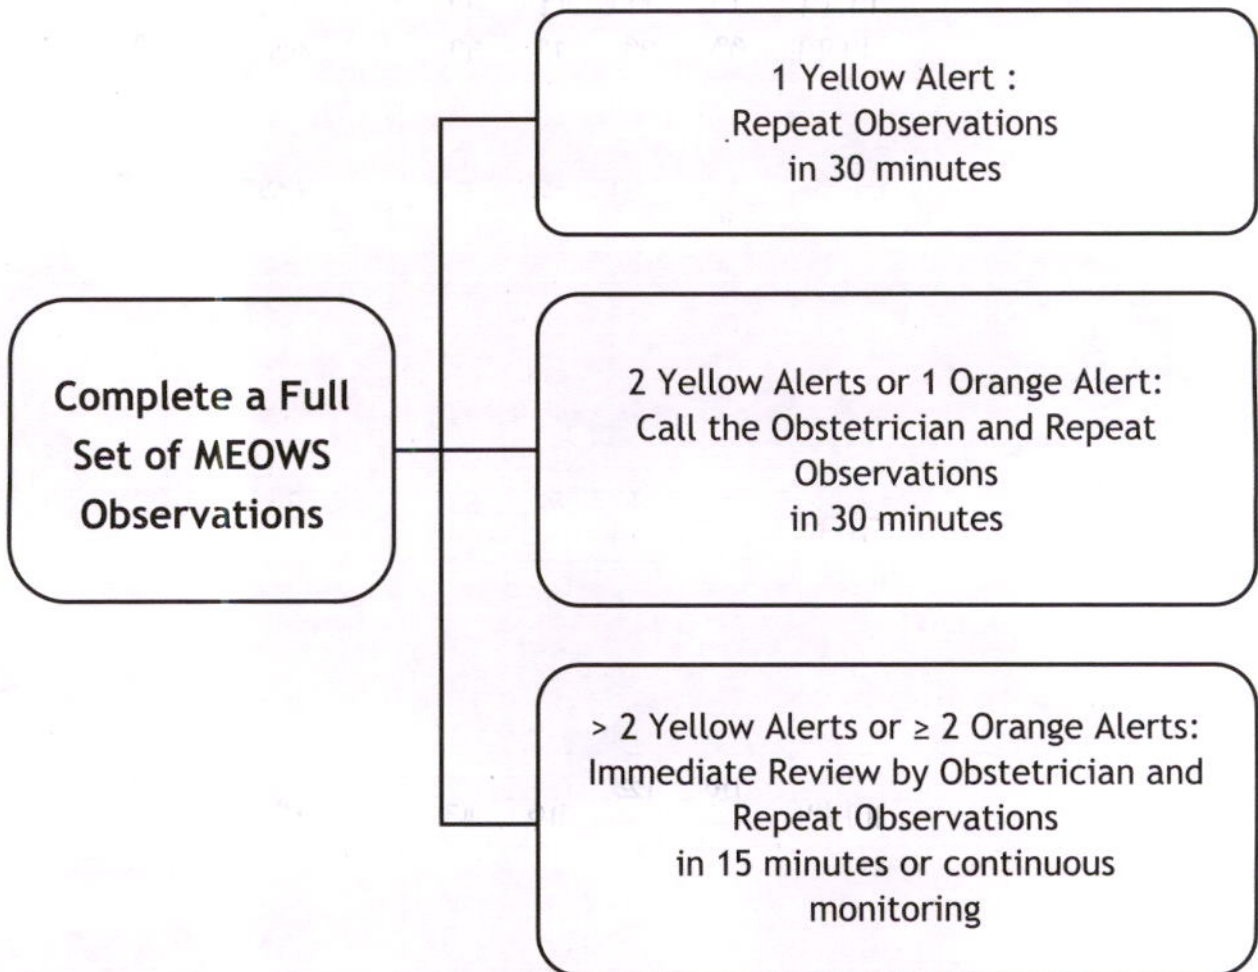 1 Yellow Alert :
Repeat Observations
in 30 minutes
Complete a Full
Set of MEOWS
Observations
2 Yellow Alerts or 1 Orange Alert:
Call the Obstetrician and Repeat
Observations
in 30 minutes
> 2 Yellow Alerts or ≥ 2 Orange Alerts:
Immediate Review by Obstetrician and
Repeat Observations
in 15 minutes or continuous
monitoring